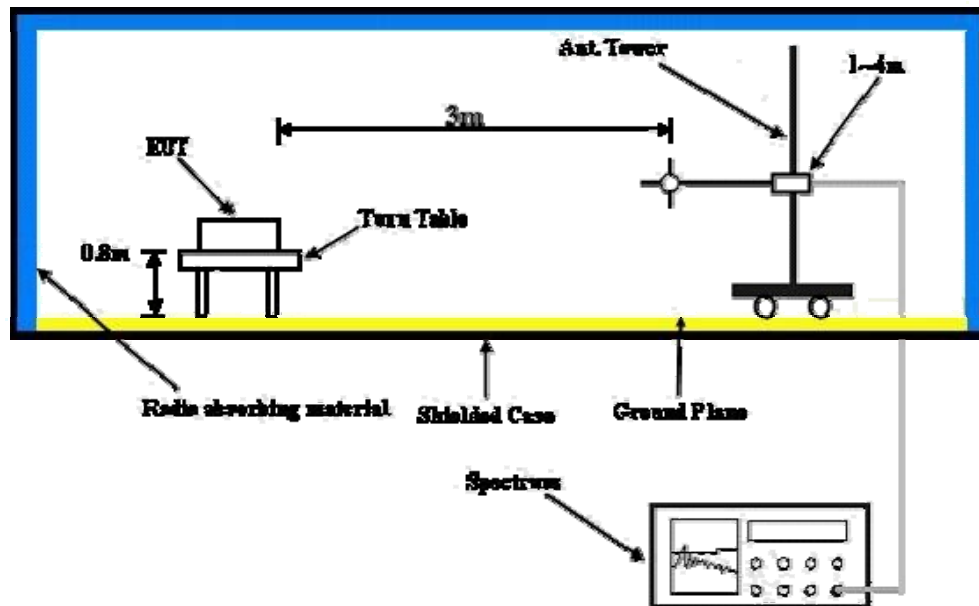 Ant. Tower
1~4m
3m
EUT
Turn Table
0.8m
Radio absorbing material
Shielded Case
Ground Plane
Spectrum